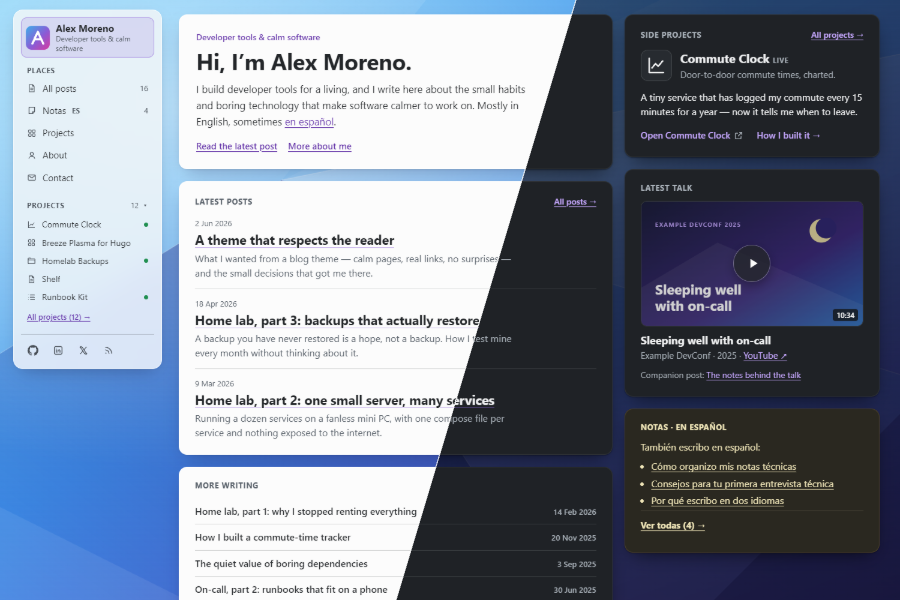 Alex Moreno
Developer tools & calm
software
PLACES
All posts 16
Notas ES 4
Projects
About
Contact
PROJECTS 12
Commute Clock
Breeze Plasma for Hugo
Homelab Backups
Shelf
Runbook Kit
All projects (12) →
Developer tools & calm software
Hi, I’m Alex Moreno.
I build developer tools for a living, and I write here about the small habits
and boring technology that make software calmer to work on. Mostly in
English, sometimes en español.
Read the latest post More about me
LATEST POSTS All posts →
2 Jun 2026
A theme that respects the reader
What I wanted from a blog theme — calm pages, real links, no surprises —
and the small decisions that got me there.
18 Apr 2026
Home lab, part 3: backups that actually restore
A backup you have never restored is a hope, not a backup. How I test mine
every month without thinking about it.
9 Mar 2026
Home lab, part 2: one small server, many services
Running a dozen services on a fanless mini PC, with one compose file per
service and nothing exposed to the internet.
MORE WRITING
Home lab, part 1: why I stopped renting everything 14 Feb 2026
How I built a commute-time tracker 20 Nov 2025
The quiet value of boring dependencies 3 Sep 2025
On-call, part 2: runbooks that fit on a phone 30 Jun 2025
SIDE PROJECTS All projects →
Commute Clock LIVE
Door-to-door commute times, charted.
A tiny service that has logged my commute every 15
minutes for a year — now it tells me when to leave.
Open Commute Clock How I built it →
LATEST TALK
EXAMPLE DEVCONF 2025
Sleeping well
with on-call
10:34
Sleeping well with on-call
Example DevConf · 2025 · YouTube ↗
Companion post: The notes behind the talk
NOTAS · EN ESPAÑOL
También escribo en español:
Cómo organizo mis notas técnicas
Consejos para tu primera entrevista técnica
Por qué escribo en dos idiomas
Ver todas (4) →